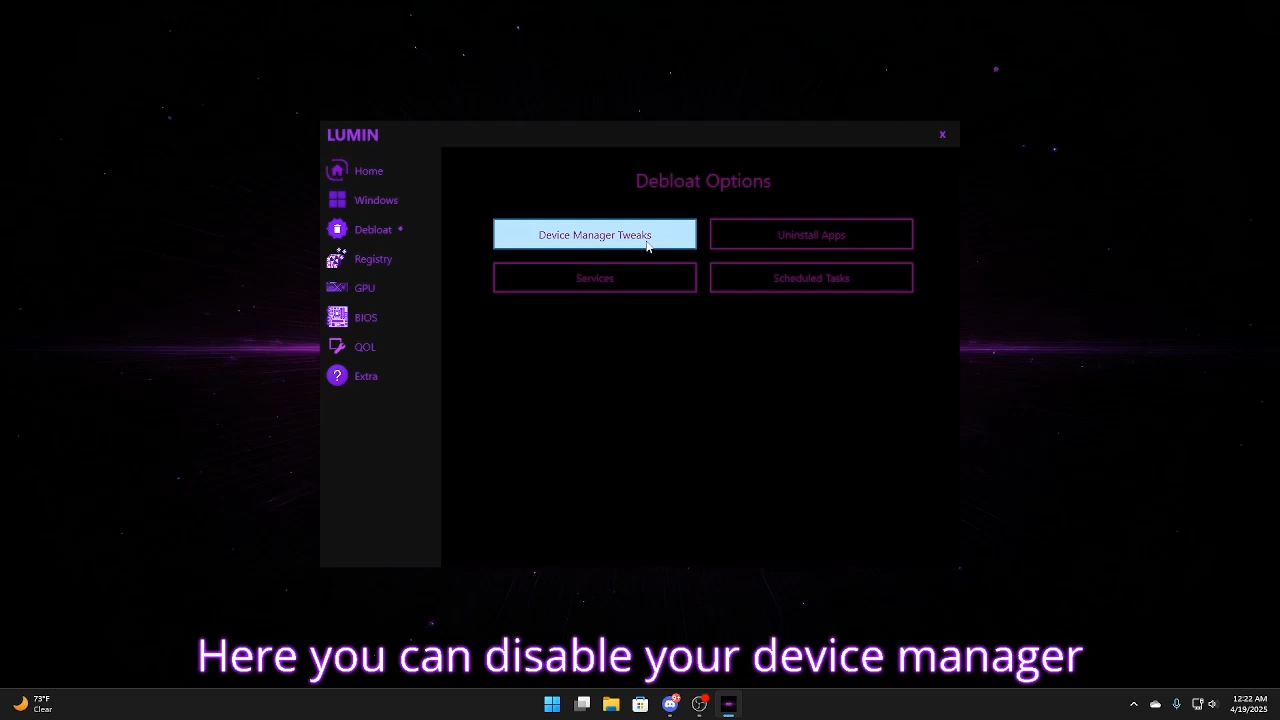 LUMIN
x
Home
Windows
Debloat
Registry
GPU
BIOS
QOL
Extra
Debloat Options
Device Manager Tweaks
Uninstall Apps
Services
Scheduled Tasks
Here you can disable your device manager
73°F
Clear
9+
12:22 AM
4/19/2025